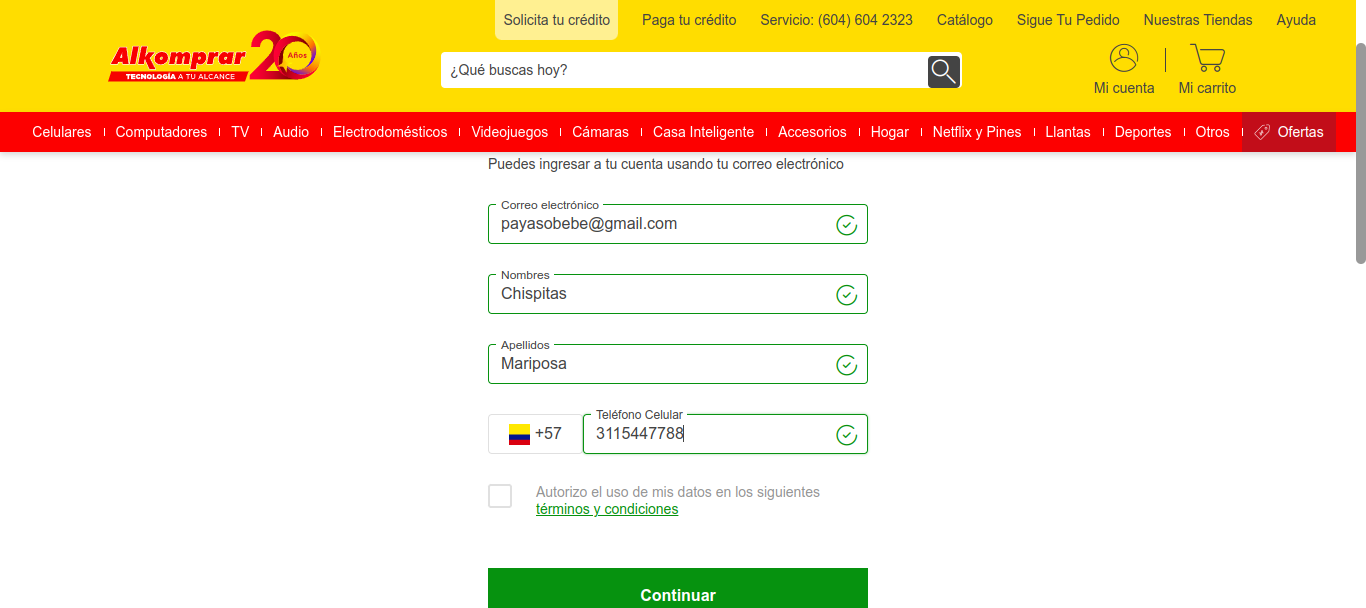 Solicita tu crédito Paga tu crédito Servicio: (604) 604 2323 Catálogo Sigue Tu Pedido Nuestras Tiendas Ayuda
Alkomprar 20 Años
TECNOLOGÍA A TU ALCANCE
¿Qué buscas hoy?
Mi cuenta Mi carrito
Celulares Computadores TV Audio Electrodomésticos Videojuegos Cámaras Casa Inteligente Accesorios Hogar Netflix y Pines Llantas Deportes Otros Ofertas
Puedes ingresar a tu cuenta usando tu correo electrónico
Correo electrónico
payasobebe@gmail.com
Nombres
Chispitas
Apellidos
Mariposa
Teléfono Celular
+57 3115447788
Autorizo el uso de mis datos en los siguientes
términos y condiciones
Continuar